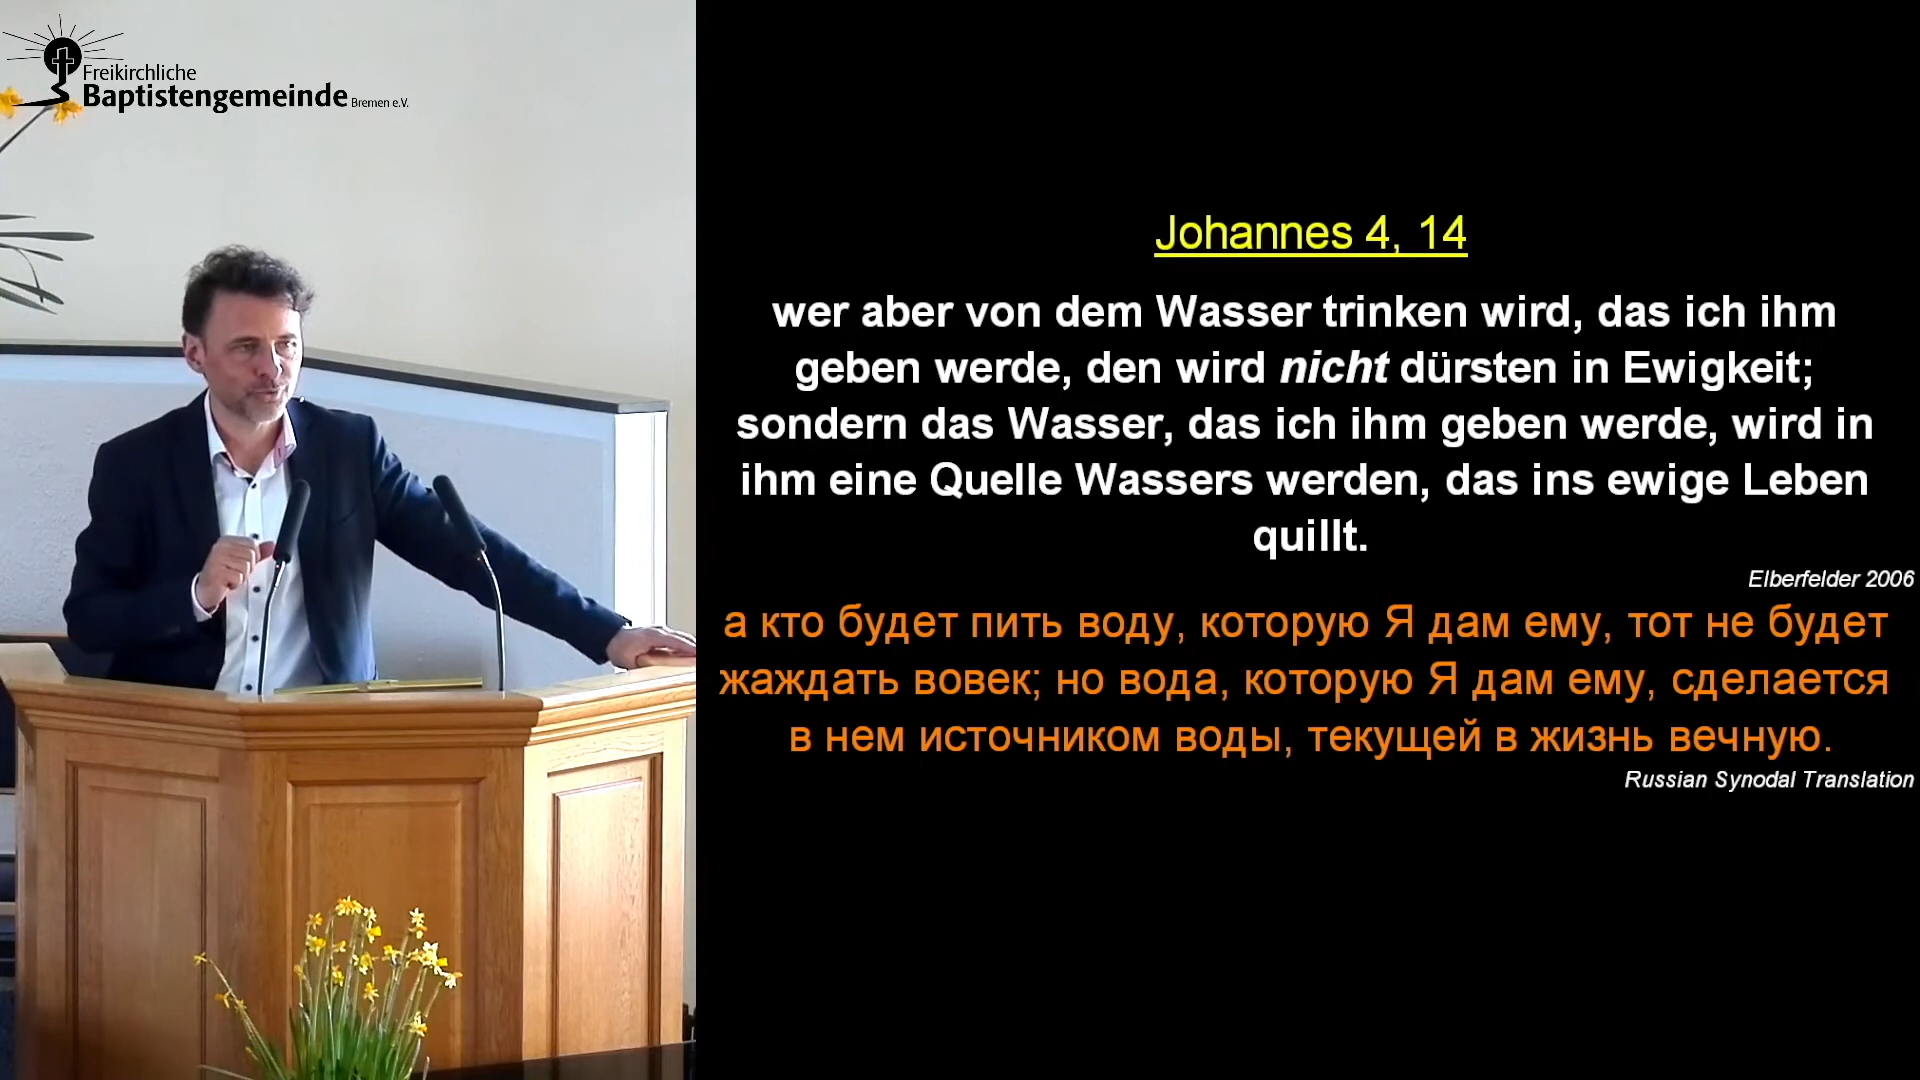 Freikirchliche
Baptistengemeinde Bremen e.V.
Johannes 4, 14
wer aber von dem Wasser trinken wird, das ich ihm
geben werde, den wird nicht dürsten in Ewigkeit;
sondern das Wasser, das ich ihm geben werde, wird in
ihm eine Quelle Wassers werden, das ins ewige Leben
quillt.
Elberfelder 2006
а кто будет пить воду, которую Я дам ему, тот не будет
жаждать вовек; но вода, которую Я дам ему, сделается
в нем источником воды, текущей в жизнь вечную.
Russian Synodal Translation